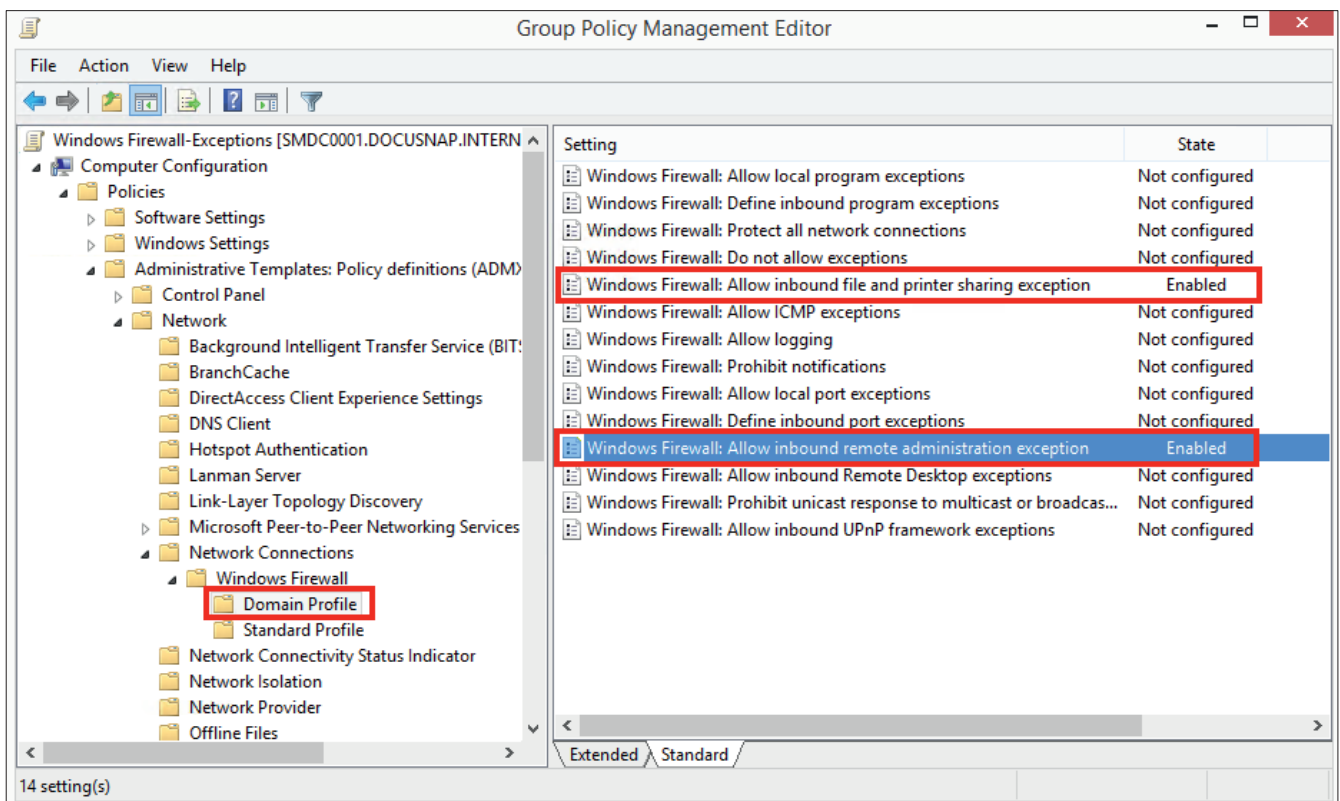 Group Policy Management Editor
File Action View Help
Windows Firewall-Exceptions [SMDC0001.DOCUSNAP.INTERN
Computer Configuration
Policies
Software Settings
Windows Settings
Administrative Templates: Policy definitions (ADMX
Control Panel
Network
Background Intelligent Transfer Service (BITS
BranchCache
DirectAccess Client Experience Settings
DNS Client
Hotspot Authentication
Lanman Server
Link-Layer Topology Discovery
Microsoft Peer-to-Peer Networking Services
Network Connections
Windows Firewall
Domain Profile
Standard Profile
Network Connectivity Status Indicator
Network Isolation
Network Provider
Offline Files
Setting State
Windows Firewall: Allow local program exceptions Not configured
Windows Firewall: Define inbound program exceptions Not configured
Windows Firewall: Protect all network connections Not configured
Windows Firewall: Do not allow exceptions Not configured
Windows Firewall: Allow inbound file and printer sharing exception Enabled
Windows Firewall: Allow ICMP exceptions Not configured
Windows Firewall: Allow logging Not configured
Windows Firewall: Prohibit notifications Not configured
Windows Firewall: Allow local port exceptions Not configured
Windows Firewall: Define inbound port exceptions Not configured
Windows Firewall: Allow inbound remote administration exception Enabled
Windows Firewall: Allow inbound Remote Desktop exceptions Not configured
Windows Firewall: Prohibit unicast response to multicast or broadcas... Not configured
Windows Firewall: Allow inbound UPnP framework exceptions Not configured
Extended Standard
14 setting(s)